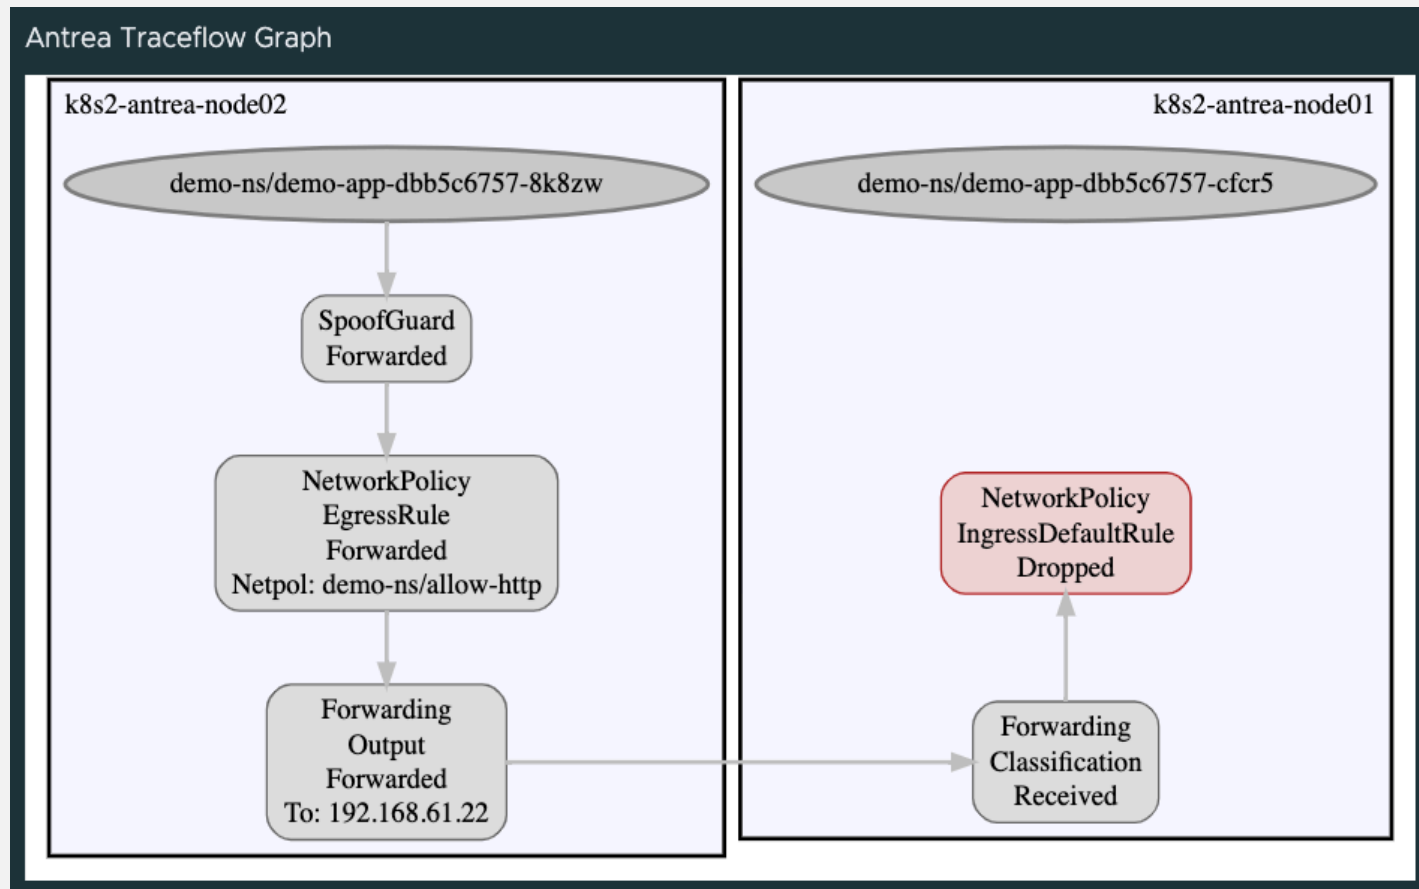 Antrea Traceflow Graph
k8s2-antrea-node02
demo-ns/demo-app-dbb5c6757-8k8zw
SpoofGuard
Forwarded
NetworkPolicy
EgressRule
Forwarded
Netpol: demo-ns/allow-http
Forwarding
Output
Forwarded
To: 192.168.61.22
k8s2-antrea-node01
demo-ns/demo-app-dbb5c6757-cfcr5
NetworkPolicy
IngressDefaultRule
Dropped
Forwarding
Classification
Received